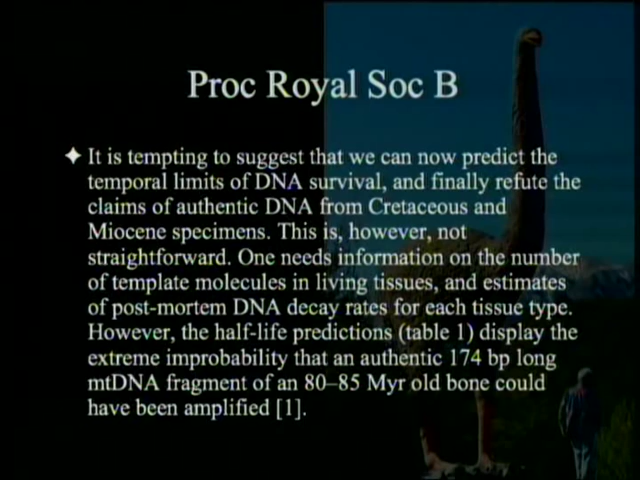 Proc Royal Soc B
It is tempting to suggest that we can now predict the
temporal limits of DNA survival, and finally refute the
claims of authentic DNA from Cretaceous and
Miocene specimens. This is, however, not
straightforward. One needs information on the number
of template molecules in living tissues, and estimates
of post-mortem DNA decay rates for each tissue type.
However, the half-life predictions (table 1) display the
extreme improbability that an authentic 174 bp long
mtDNA fragment of an 80–85 Myr old bone could
have been amplified [1].